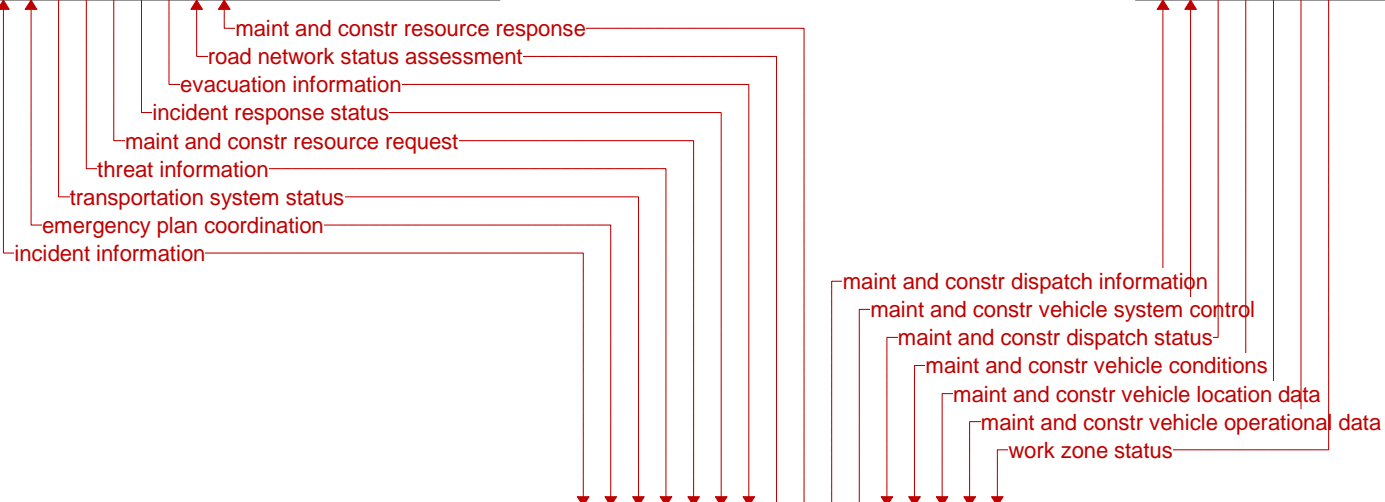 maint and constr resource response
road network status assessment
evacuation information
incident response status
maint and constr resource request
threat information
transportation system status
emergency plan coordination
incident information
maint and constr dispatch information
maint and constr vehicle system control
maint and constr dispatch status
maint and constr vehicle conditions
maint and constr vehicle location data
maint and constr vehicle operational data
work zone status